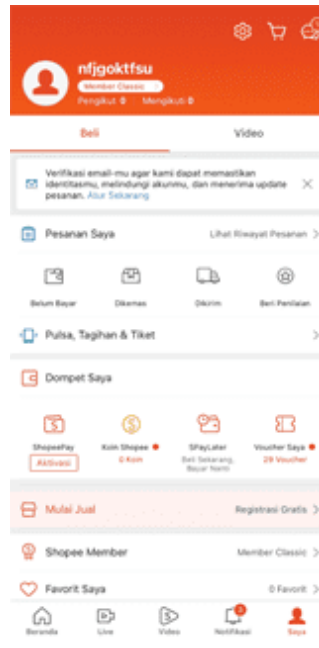 nfjgoktfsu
Member Classic >
Pengikut 0 Mengikuti 0
Beli Video
Verifikasi email-mu agar kami dapat memastikan
identitasmu, melindungi akunmu, dan menerima update
pesanan. Atur Sekarang
Pesanan Saya Lihat Riwayat Pesanan >
Belum Bayar Dikemas Dikirim Beri Penilaian
Pulsa, Tagihan & Tiket >
Dompet Saya
ShopeePay Koin Shopee SPayLater Voucher Saya
Aktivasi 0 Koin Beli Sekarang, 29 Voucher
Bayar Nanti
Mulai Jual Registrasi Gratis >
Shopee Member Member Classic >
Favorit Saya 0 Favorit >
Beranda Live Video Notifikasi Saya